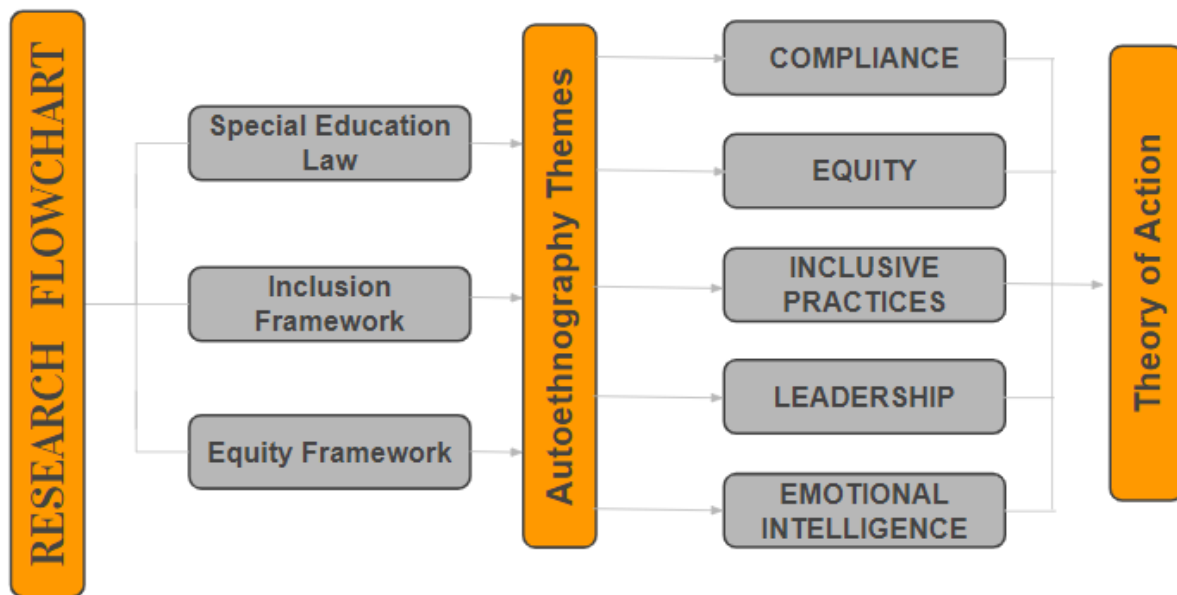 RESEARCH FLOWCHART
Special Education
Law
Inclusion
Framework
Equity Framework
Autoethnography Themes
COMPLIANCE
EQUITY
INCLUSIVE
PRACTICES
LEADERSHIP
EMOTIONAL
INTELLIGENCE
Theory of Action